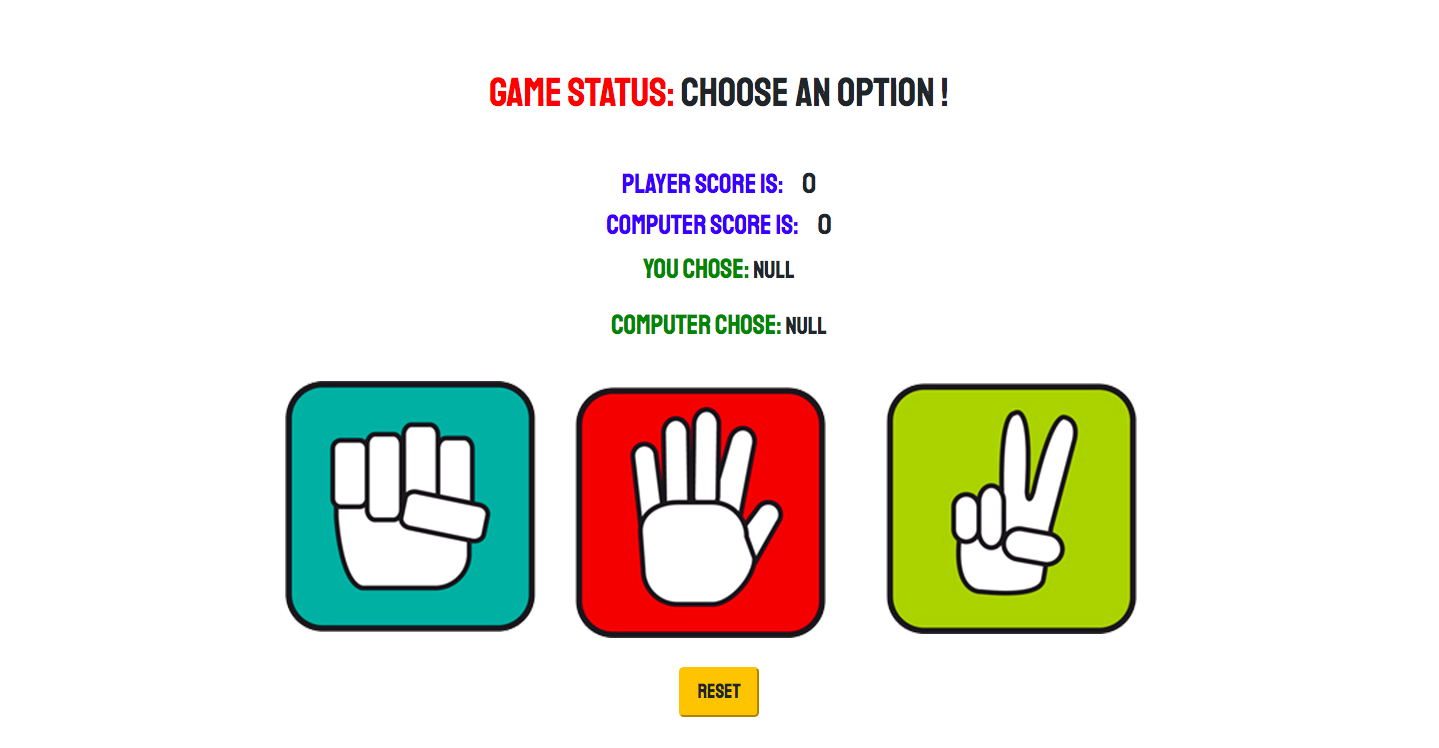 GAME STATUS: CHOOSE AN OPTION !
PLAYER SCORE IS: 0
COMPUTER SCORE IS: 0
YOU CHOSE: NULL
COMPUTER CHOSE: NULL
RESET